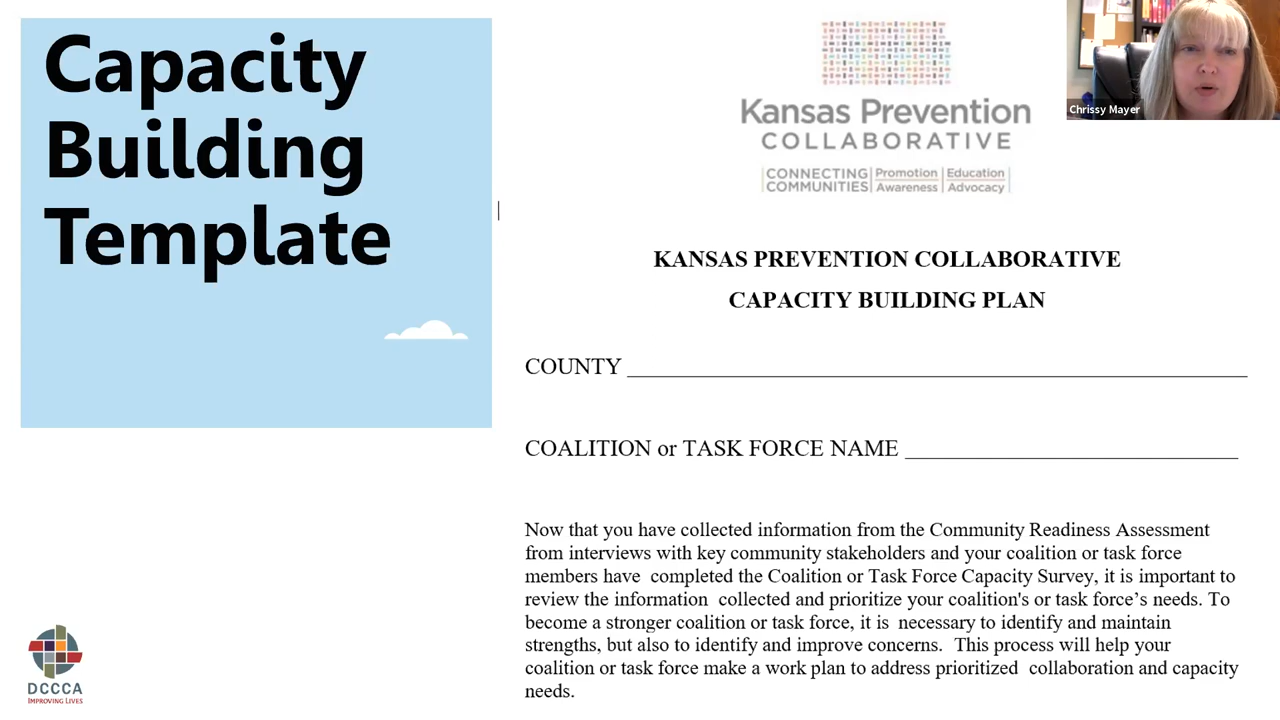 Capacity
Building
Template
Kansas Prevention
COLLABORATIVE
CONNECTING COMMUNITIES | Promotion Awareness | Education Advocacy
Chrissy Mayer
KANSAS PREVENTION COLLABORATIVE
CAPACITY BUILDING PLAN
COUNTY
COALITION or TASK FORCE NAME
Now that you have collected information from the Community Readiness Assessment
from interviews with key community stakeholders and your coalition or task force
members have completed the Coalition or Task Force Capacity Survey, it is important to
review the information collected and prioritize your coalition's or task force’s needs. To
become a stronger coalition or task force, it is necessary to identify and maintain
strengths, but also to identify and improve concerns. This process will help your
coalition or task force make a work plan to address prioritized collaboration and capacity
needs.
DCCCA
IMPROVING LIVES